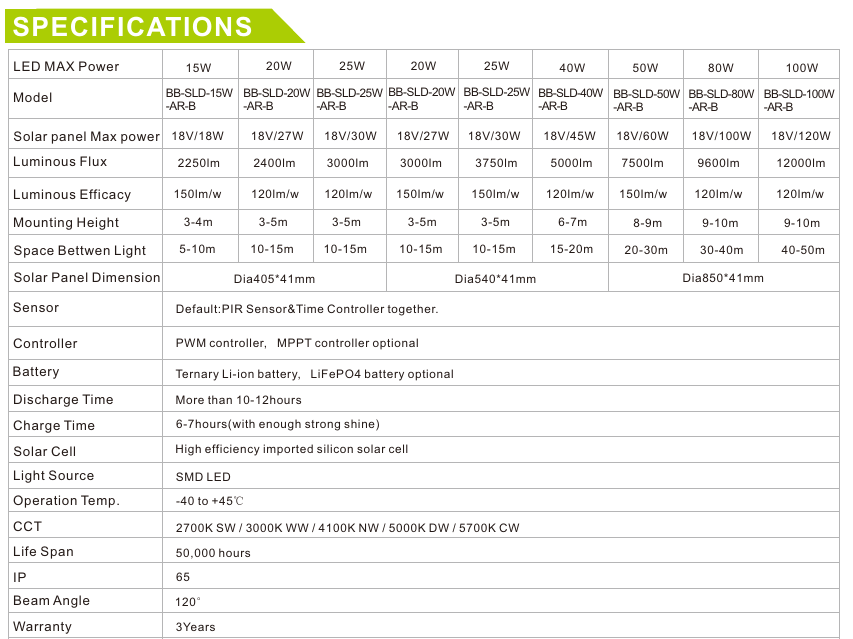 SPECIFICATIONS
LED MAX Power 15W 20W 25W 20W 25W 40W 50W 80W 100W
Model BB-SLD-15W BB-SLD-20W BB-SLD-25W BB-SLD-20W BB-SLD-25W BB-SLD-40W BB-SLD-50W BB-SLD-80W BB-SLD-100W
-AR-B -AR-B -AR-B -AR-B -AR-B -AR-B -AR-B -AR-B -AR-B
Solar panel Max power 18V/18W 18V/27W 18V/30W 18V/27W 18V/30W 18V/45W 18V/60W 18V/100W 18V/120W
Luminous Flux 2250lm 2400lm 3000lm 3000lm 3750lm 5000lm 7500lm 9600lm 12000lm
Luminous Efficacy 150lm/w 120lm/w 120lm/w 150lm/w 150lm/w 120lm/w 150lm/w 120lm/w 120lm/w
Mounting Height 3-4m 3-5m 3-5m 3-5m 3-5m 6-7m 8-9m 9-10m 9-10m
Space Bettwen Light 5-10m 10-15m 10-15m 10-15m 10-15m 15-20m 20-30m 30-40m 40-50m
Solar Panel Dimension Dia405*41mm Dia540*41mm Dia850*41mm
Sensor Default:PIR Sensor&Time Controller together.
Controller PWM controller, MPPT controller optional
Battery Ternary Li-ion battery, LiFePO4 battery optional
Discharge Time More than 10-12hours
Charge Time 6-7hours(with enough strong shine)
Solar Cell High efficiency imported silicon solar cell
Light Source SMD LED
Operation Temp. -40 to +45℃
CCT 2700K SW / 3000K WW / 4100K NW / 5000K DW / 5700K CW
Life Span 50,000 hours
IP 65
Beam Angle 120°
Warranty 3Years